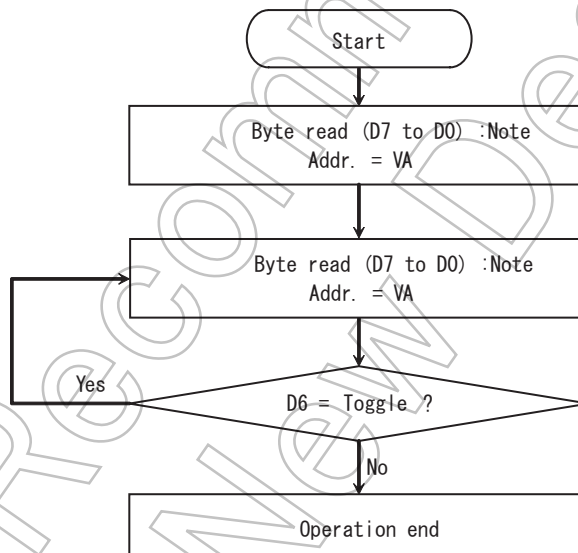 Start
Byte read (D7 to D0) :Note
Addr. = VA
Byte read (D7 to D0) :Note
Addr. = VA
Yes
D6 = Toggle ?
No
Operation end